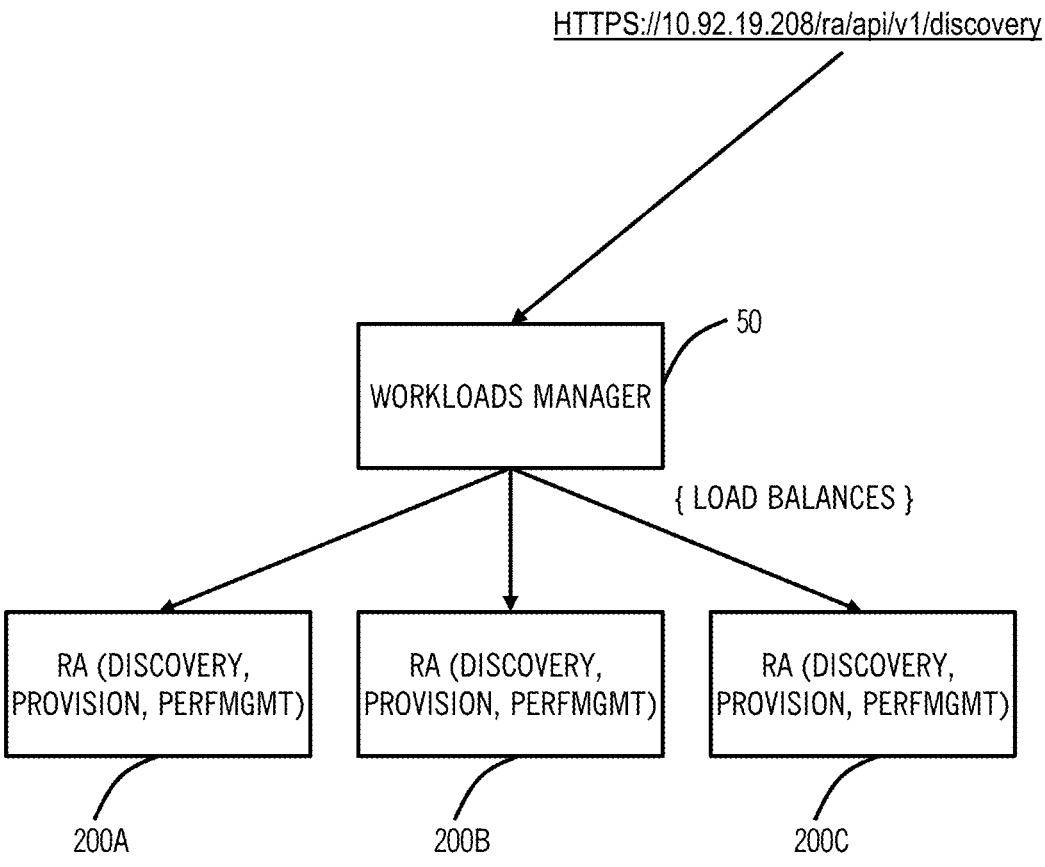 HTTPS://10.92.19.208/ra/api/v1/discovery
50
WORKLOADS MANAGER
{ LOAD BALANCES }
RA (DISCOVERY,
PROVISION, PERFMGMT)
RA (DISCOVERY,
PROVISION, PERFMGMT)
RA (DISCOVERY,
PROVISION, PERFMGMT)
200A
200B
200C